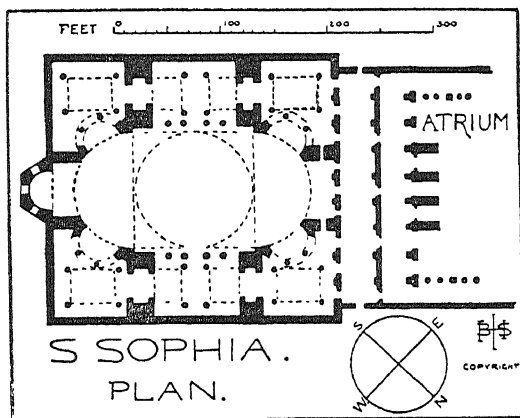 FEET 0 100 200 300
ATRIUM
S SOPHIA.
PLAN.
S E
W N
COPYRIGHT